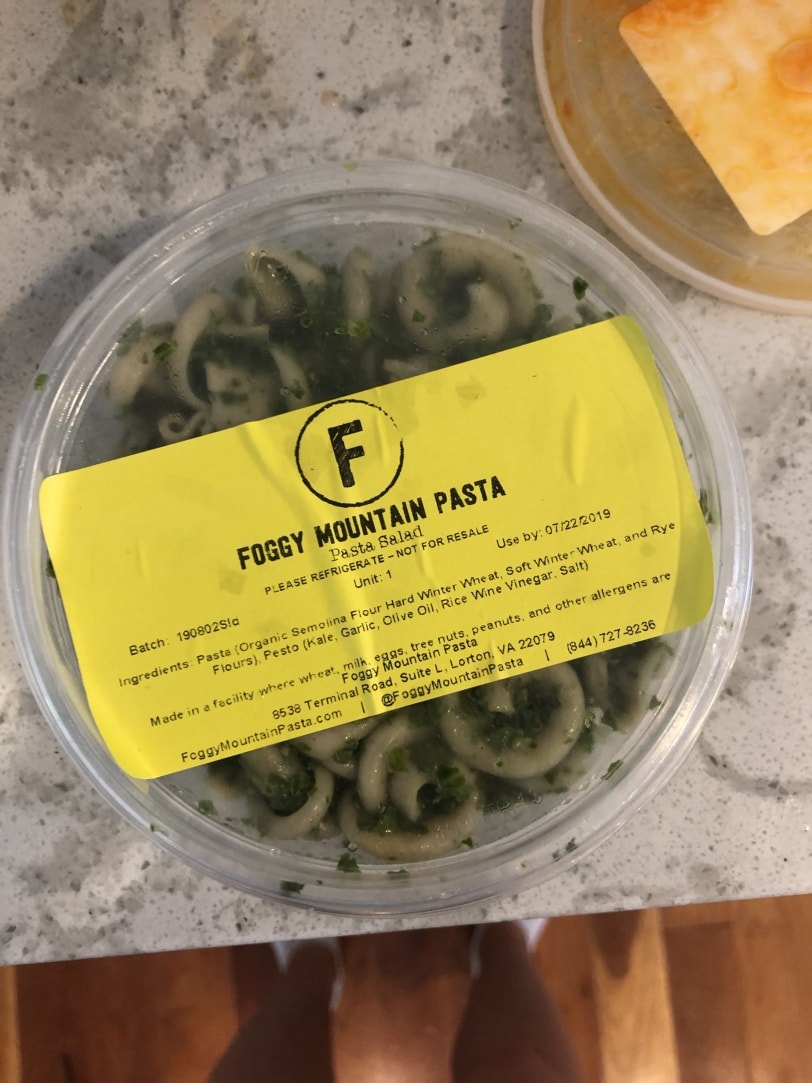 F
FOGGY MOUNTAIN PASTA
Pasta Salad
PLEASE REFRIGERATE - NOT FOR RESALE
Unit: 1
Use by: 07/22/2019
Batch: 190802Slc
Ingredients: Pasta (Organic Semolina Flour Hard Winter Wheat, Soft Winter Wheat, and Rye
Flours), Pesto (Kale, Garlic, Olive Oil, Rice Wine Vinegar, Salt)
Made in a facility where wheat, milk, eggs, tree nuts, peanuts, and other allergens are
Foggy Mountain Pasta
8538 Terminal Road, Suite L, Lorton, VA 22079
FoggyMountainPasta.com | @FoggyMountainPasta | (844) 727-8236